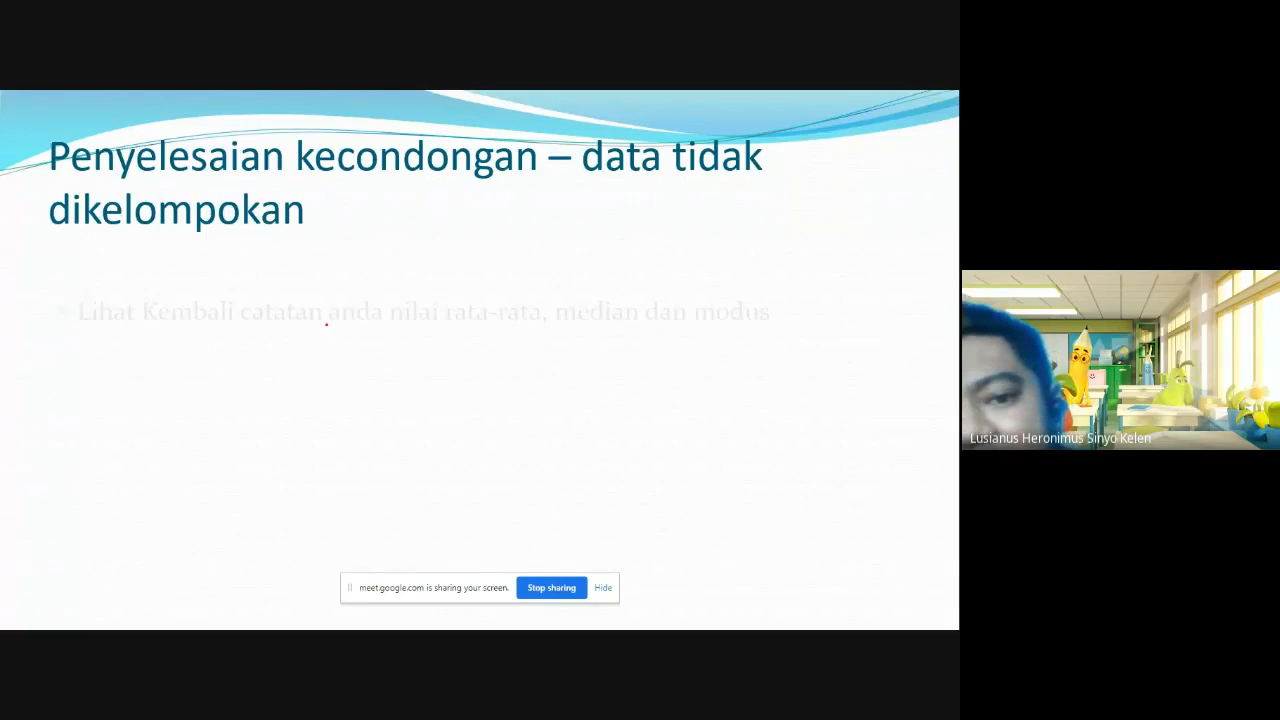 Penyelesaian kecondongan – data tidak
dikelompokan
Lihat Kembali catatan anda nilai rata-rata, median dan modus
meet.google.com is sharing your screen.
Stop sharing
Hide
Lusianus Heronimus Sinyo Kelen